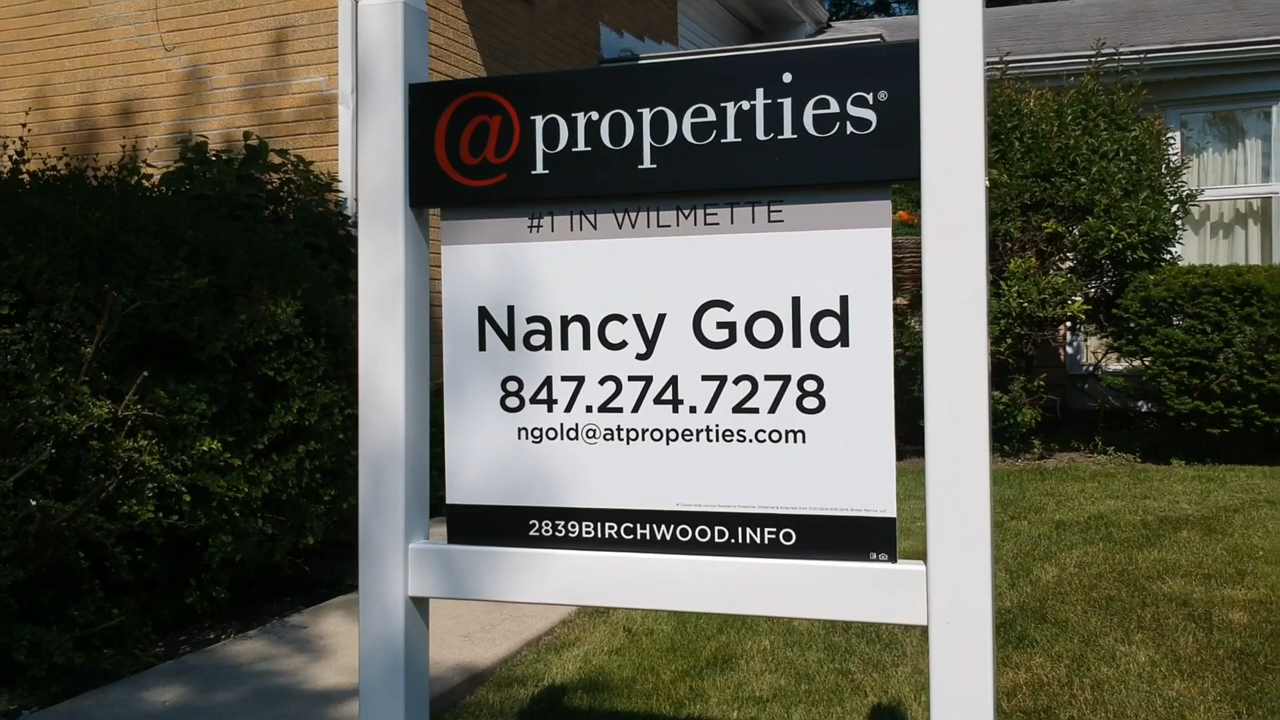 @properties®
#1 IN WILMETTE
Nancy Gold
847.274.7278
ngold@atproperties.com
2839BIRCHWOOD.INFO